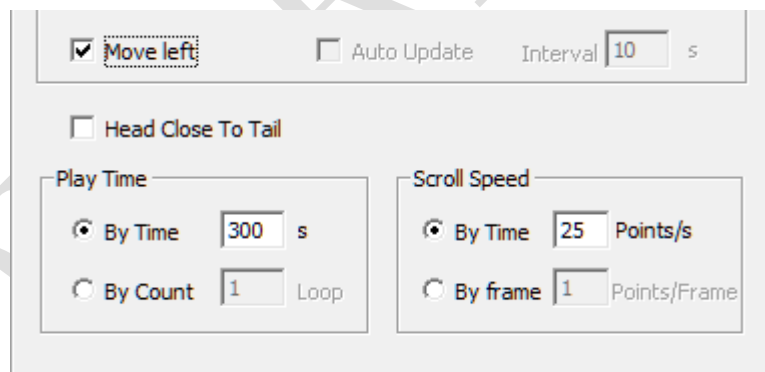 Move left Auto Update Interval 10 s
Head Close To Tail
Play Time Scroll Speed
By Time 300 s By Time 25 Points/s
By Count 1 Loop By frame 1 Points/Frame